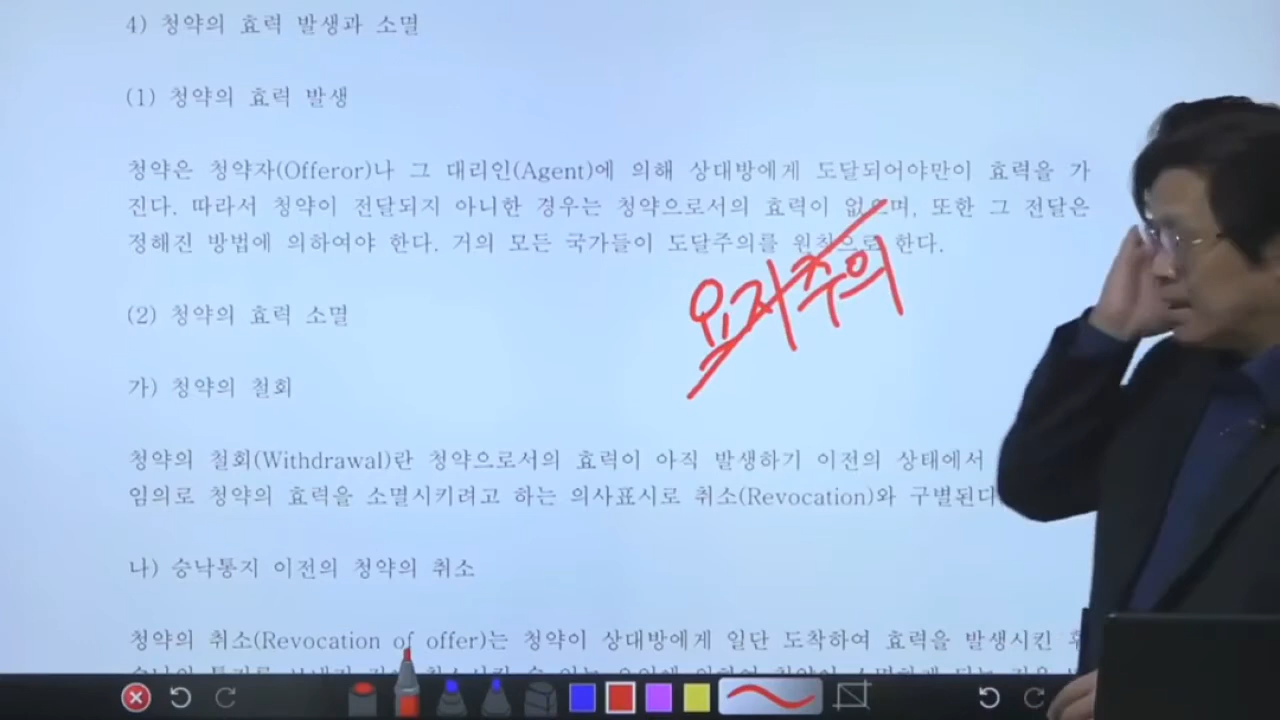 4) 청약의 효력 발생과 소멸
(1) 청약의 효력 발생
청약은 청약자(Offeror)나 그 대리인(Agent)에 의해 상대방에게 도달되어야만이 효력을 가
진다. 따라서 청약이 전달되지 아니한 경우는 청약으로서의 효력이 없으며, 또한 그 전달은
정해진 방법에 의하여야 한다. 거의 모든 국가들이 도달주의를 원칙으로 한다.
요지주의
(2) 청약의 효력 소멸
가) 청약의 철회
청약의 철회(Withdrawal)란 청약으로서의 효력이 아직 발생하기 이전의 상태에서
임의로 청약의 효력을 소멸시키려고 하는 의사표시로 취소(Revocation)와 구별된다
나) 승낙통지 이전의 청약의 취소
청약의 취소(Revocation of offer)는 청약이 상대방에게 일단 도착하여 효력을 발생시킨